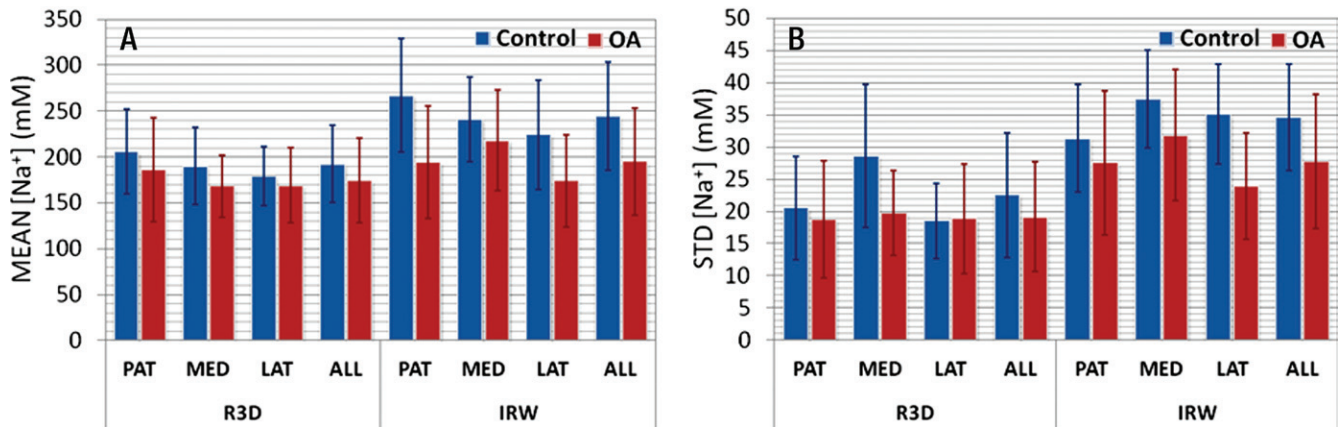 A
Control OA
MEAN [Na⁺] (mM)
350
300
250
200
150
100
50
0
PAT MED LAT ALL PAT MED LAT ALL
R3D IRW
B
Control OA
STD [Na⁺] (mM)
50
45
40
35
30
25
20
15
10
5
0
PAT MED LAT ALL PAT MED LAT ALL
R3D IRW